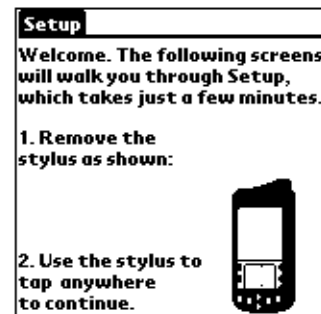 Setup
Welcome. The following screens
will walk you through Setup,
which takes just a few minutes.
1. Remove the
stylus as shown:
2. Use the stylus to
tap anywhere
to continue.